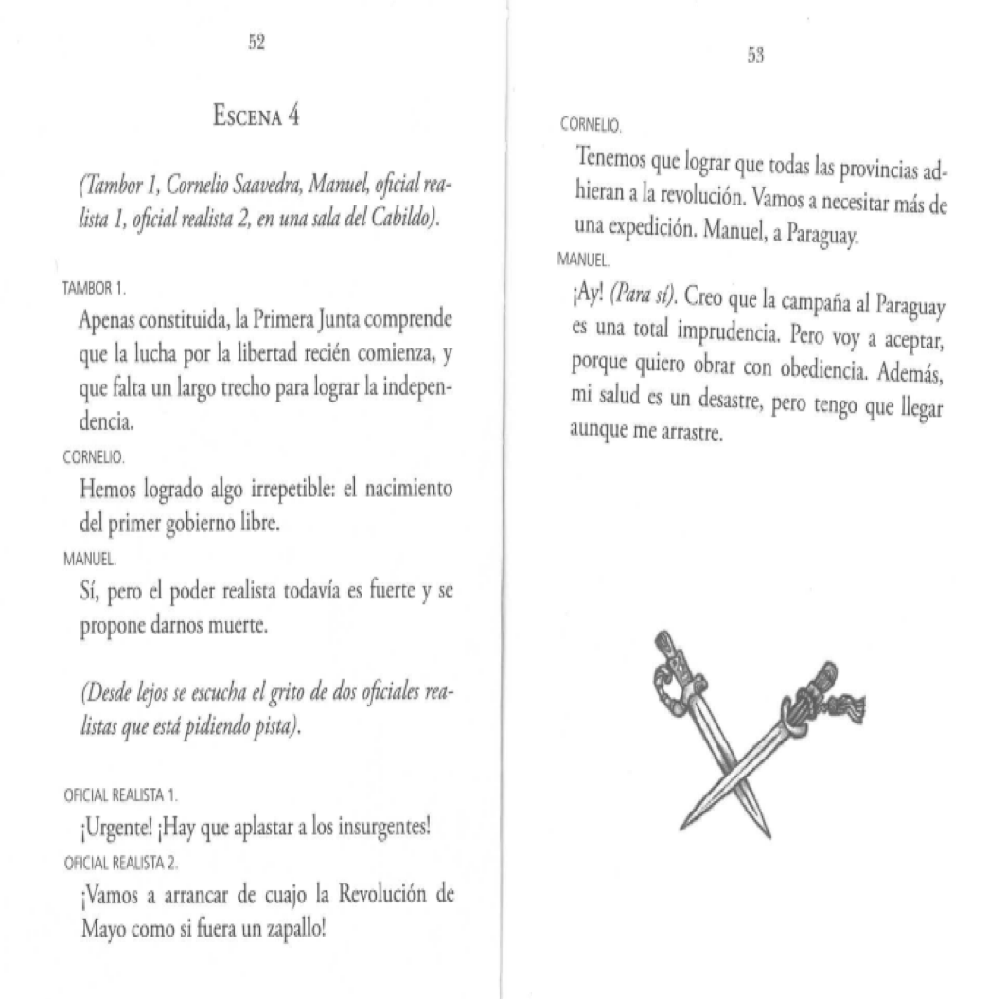 52
Escena 4
(Tambor 1, Cornelio Saavedra, Manuel, oficial rea-
lista 1, oficial realista 2, en una sala del Cabildo).
TAMBOR 1.
Apenas constituida, la Primera Junta comprende
que la lucha por la libertad recién comienza, y
que falta un largo trecho para lograr la indepen-
dencia.
CORNELIO.
Hemos logrado algo irrepetible: el nacimiento
del primer gobierno libre.
MANUEL.
Sí, pero el poder realista todavía es fuerte y se
propone darnos muerte.
(Desde lejos se escucha el grito de dos oficiales rea-
listas que está pidiendo pista).
OFICIAL REALISTA 1.
¡Urgente! ¡Hay que aplastar a los insurgentes!
OFICIAL REALISTA 2.
¡Vamos a arrancar de cuajo la Revolución de
Mayo como si fuera un zapallo!
53
CORNELIO.
Tenemos que lograr que todas las provincias ad-
hieran a la revolución. Vamos a necesitar más de
una expedición. Manuel, a Paraguay.
MANUEL.
¡Ay! (Para sí). Creo que la campaña al Paraguay
es una total imprudencia. Pero voy a aceptar,
porque quiero obrar con obediencia. Además,
mi salud es un desastre, pero tengo que llegar
aunque me arrastre.